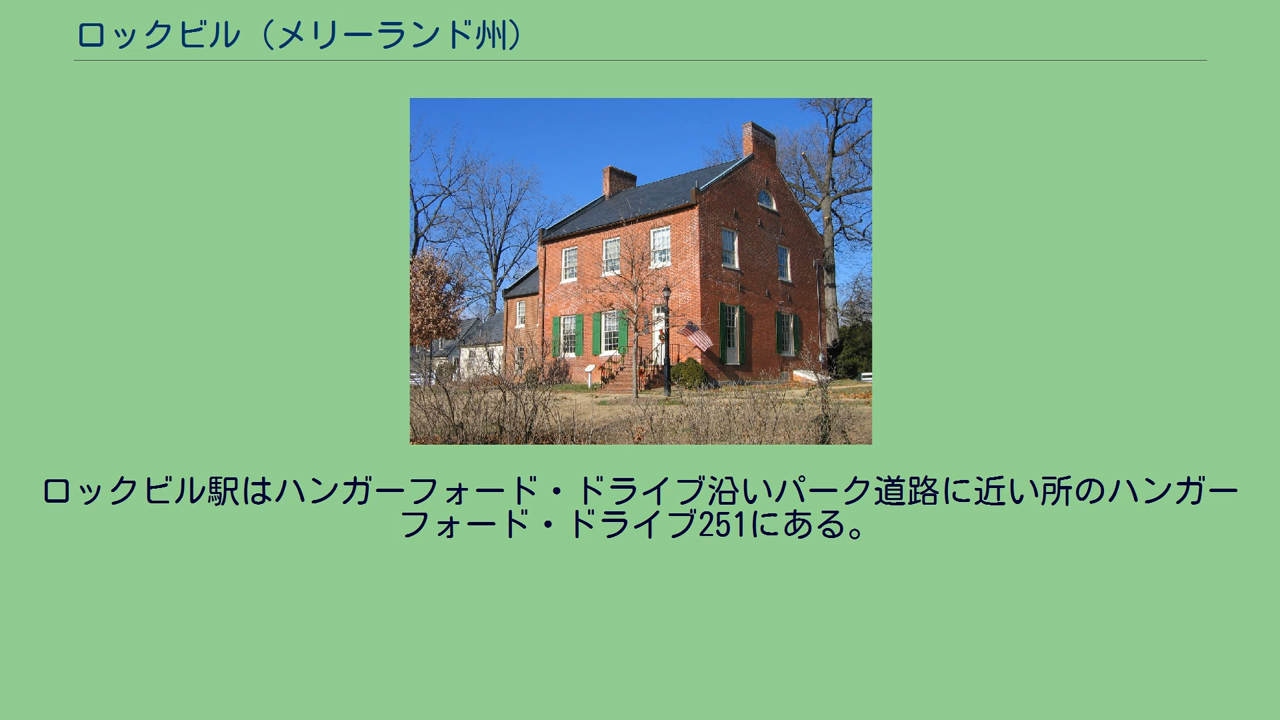 ロックビル（メリーランド州）
ロックビル駅はハンガーフォード・ドライブ沿いパーク道路に近い所のハンガー
フォード・ドライブ251にある。